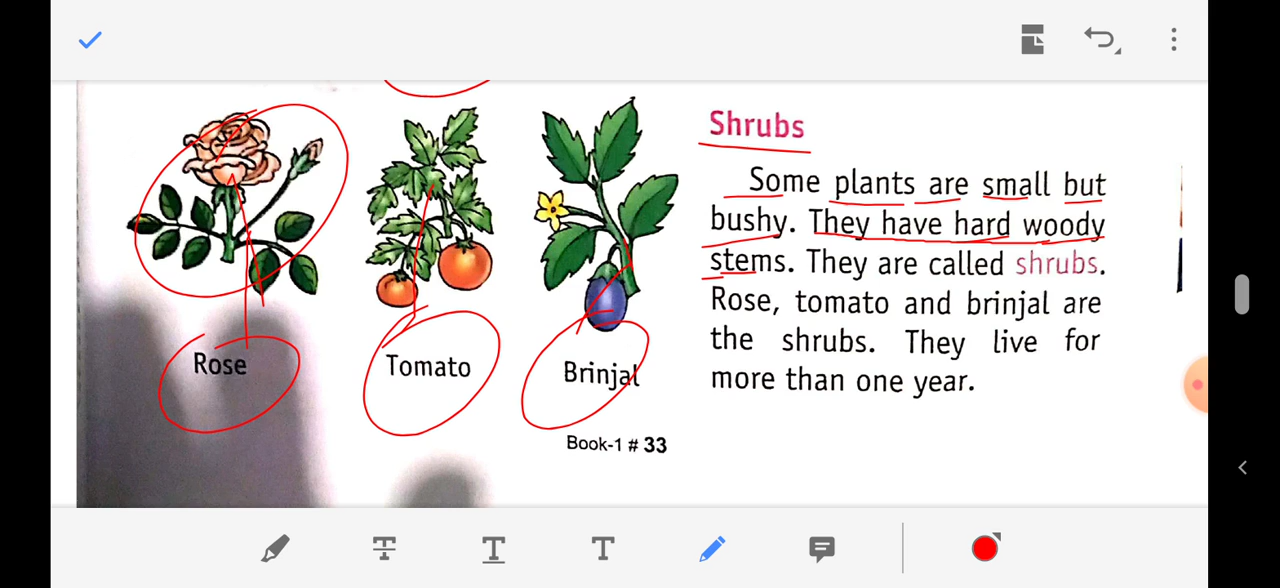 Shrubs
Some plants are small but
bushy. They have hard woody
stems. They are called shrubs.
Rose, tomato and brinjal are
the shrubs. They live for
more than one year.
Rose
Tomato
Brinjal
Book-1 # 33
T
T
T